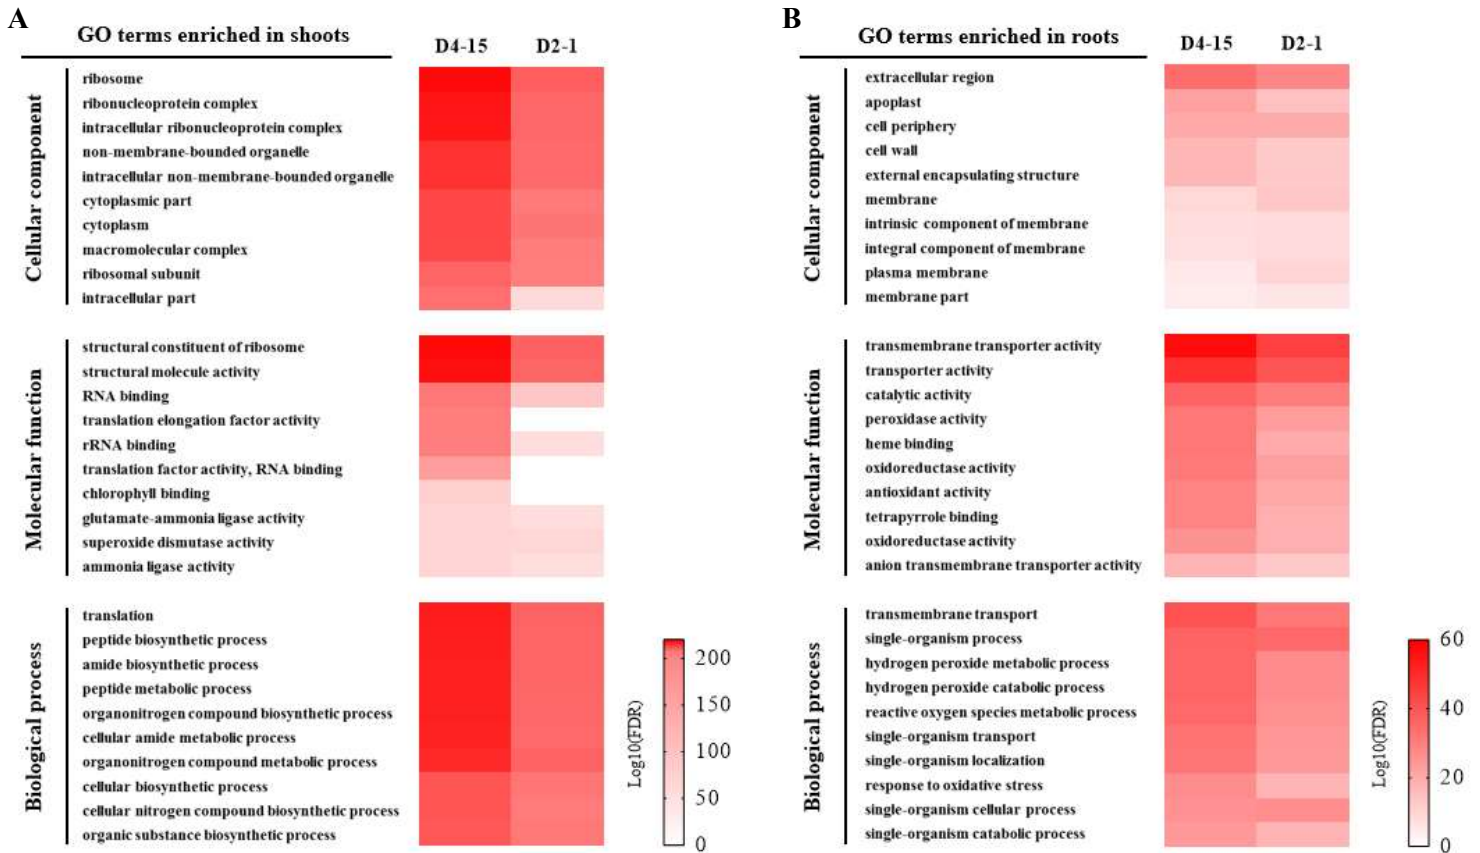 A
GO terms enriched in shoots
D4-15
D2-1
Cellular component
ribosome
ribonucleoprotein complex
intracellular ribonucleoprotein complex
non-membrane-bounded organelle
intracellular non-membrane-bounded organelle
cytoplasmic part
cytoplasm
macromolecular complex
ribosomal subunit
intracellular part
Molecular function
structural constituent of ribosome
structural molecule activity
RNA binding
translation elongation factor activity
rRNA binding
translation factor activity, RNA binding
chlorophyll binding
glutamate-ammonia ligase activity
superoxide dismutase activity
ammonia ligase activity
Biological process
translation
peptide biosynthetic process
amide biosynthetic process
peptide metabolic process
organonitrogen compound biosynthetic process
cellular amide metabolic process
organonitrogen compound metabolic process
cellular biosynthetic process
cellular nitrogen compound biosynthetic process
organic substance biosynthetic process
Log10(FDR)
200
150
100
50
0
B
GO terms enriched in roots
D4-15
D2-1
Cellular component
extracellular region
apoplast
cell periphery
cell wall
external encapsulating structure
membrane
intrinsic component of membrane
integral component of membrane
plasma membrane
membrane part
Molecular function
transmembrane transporter activity
transporter activity
catalytic activity
peroxidase activity
heme binding
oxidoreductase activity
antioxidant activity
tetrapyrrole binding
oxidoreductase activity
anion transmembrane transporter activity
Biological process
transmembrane transport
single-organism process
hydrogen peroxide metabolic process
hydrogen peroxide catabolic process
reactive oxygen species metabolic process
single-organism transport
single-organism localization
response to oxidative stress
single-organism cellular process
single-organism catabolic process
Log10(FDR)
60
40
20
0